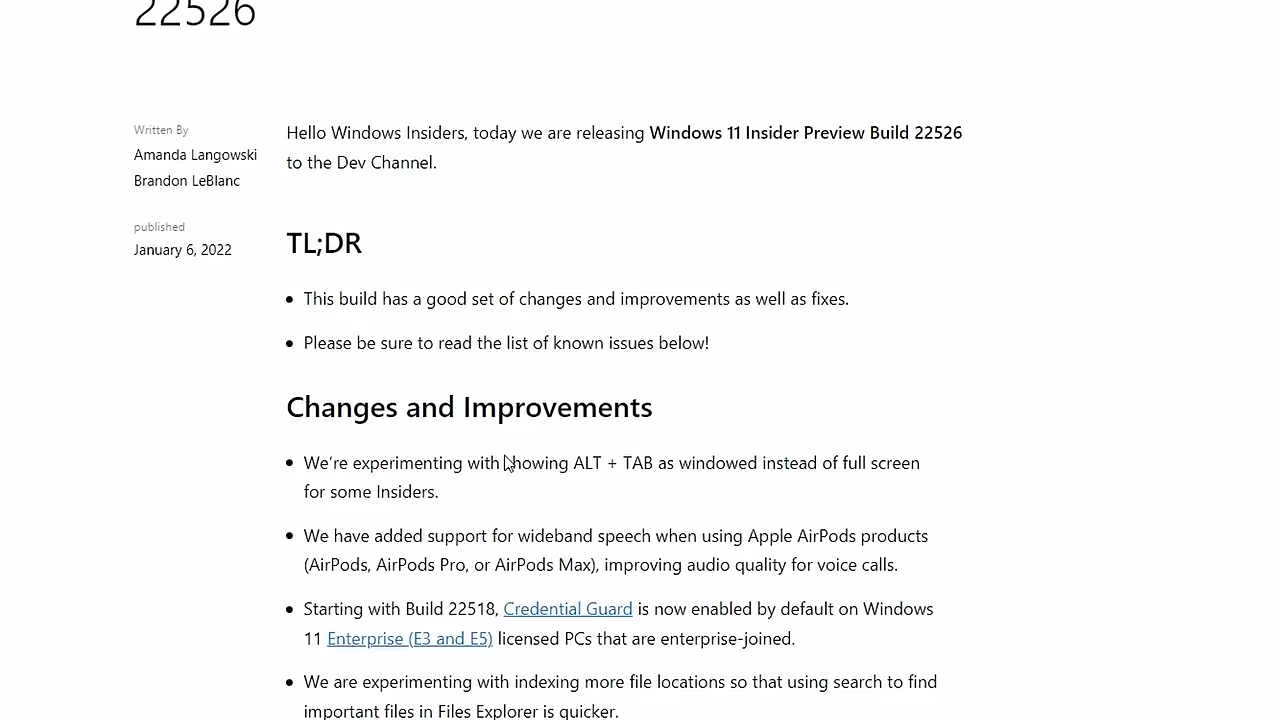 22526
Written By
Amanda Langowski
Brandon LeBlanc
published
January 6, 2022
Hello Windows Insiders, today we are releasing Windows 11 Insider Preview Build 22526
to the Dev Channel.
TL;DR
• This build has a good set of changes and improvements as well as fixes.
• Please be sure to read the list of known issues below!
Changes and Improvements
• We're experimenting with showing ALT + TAB as windowed instead of full screen
for some Insiders.
• We have added support for wideband speech when using Apple AirPods products
(AirPods, AirPods Pro, or AirPods Max), improving audio quality for voice calls.
• Starting with Build 22518, Credential Guard is now enabled by default on Windows
11 Enterprise (E3 and E5) licensed PCs that are enterprise-joined.
• We are experimenting with indexing more file locations so that using search to find
important files in Files Explorer is quicker.